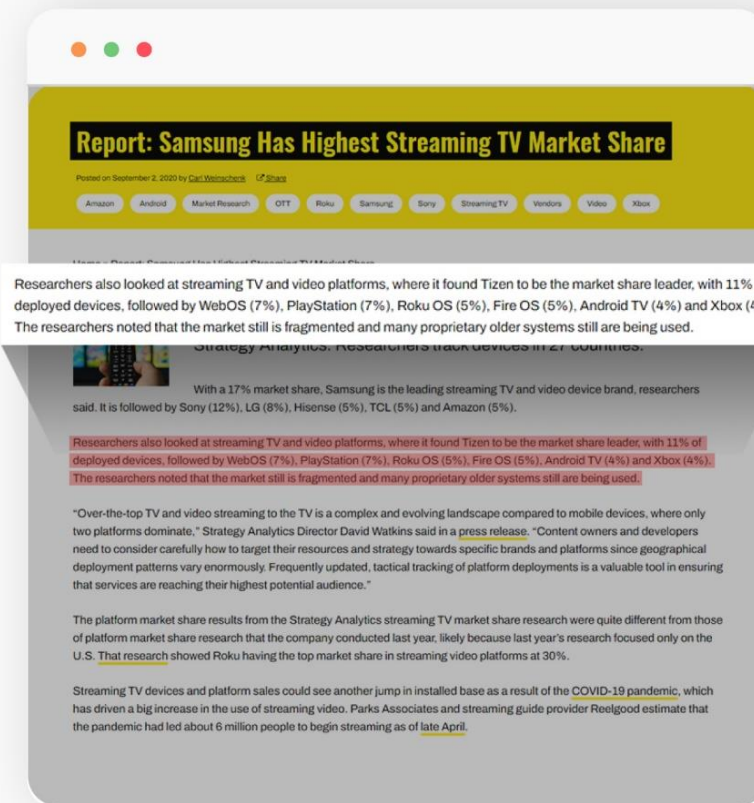 Report: Samsung Has Highest Streaming TV Market Share
Posted on September 2, 2020 by Carl Weinschenk Share
Amazon Android Market Research OTT Roku Samsung Sony Streaming TV Vendors Video Xbox
Home » Report: Samsung Has Highest Streaming TV Market Share
Researchers also looked at streaming TV and video platforms, where it found Tizen to be the market share leader, with 11%
deployed devices, followed by WebOS (7%), PlayStation (7%), Roku OS (5%), Fire OS (5%), Android TV (4%) and Xbox (4
The researchers noted that the market still is fragmented and many proprietary older systems still are being used.
Strategy Analytics: Researchers track devices in 27 countries.
With a 17% market share, Samsung is the leading streaming TV and video device brand, researchers
said. It is followed by Sony (12%), LG (8%), Hisense (5%), TCL (5%) and Amazon (5%).
Researchers also looked at streaming TV and video platforms, where it found Tizen to be the market share leader, with 11% of
deployed devices, followed by WebOS (7%), PlayStation (7%), Roku OS (5%), Fire OS (5%), Android TV (4%) and Xbox (4%).
The researchers noted that the market still is fragmented and many proprietary older systems still are being used.
“Over-the-top TV and video streaming to the TV is a complex and evolving landscape compared to mobile devices, where only
two platforms dominate,” Strategy Analytics Director David Watkins said in a press release. “Content owners and developers
need to consider carefully how to target their resources and strategy towards specific brands and platforms since geographical
deployment patterns vary enormously. Frequently updated, tactical tracking of platform deployments is a valuable tool in ensuring
that services are reaching their highest potential audience.”
The platform market share results from the Strategy Analytics streaming TV market share research were quite different from those
of platform market share research that the company conducted last year, likely because last year’s research focused only on the
U.S. That research showed Roku having the top market share in streaming video platforms at 30%.
Streaming TV devices and platform sales could see another jump in installed base as a result of the COVID-19 pandemic, which
has driven a big increase in the use of streaming video. Parks Associates and streaming guide provider Reelgood estimate that
the pandemic had led about 6 million people to begin streaming as of late April.